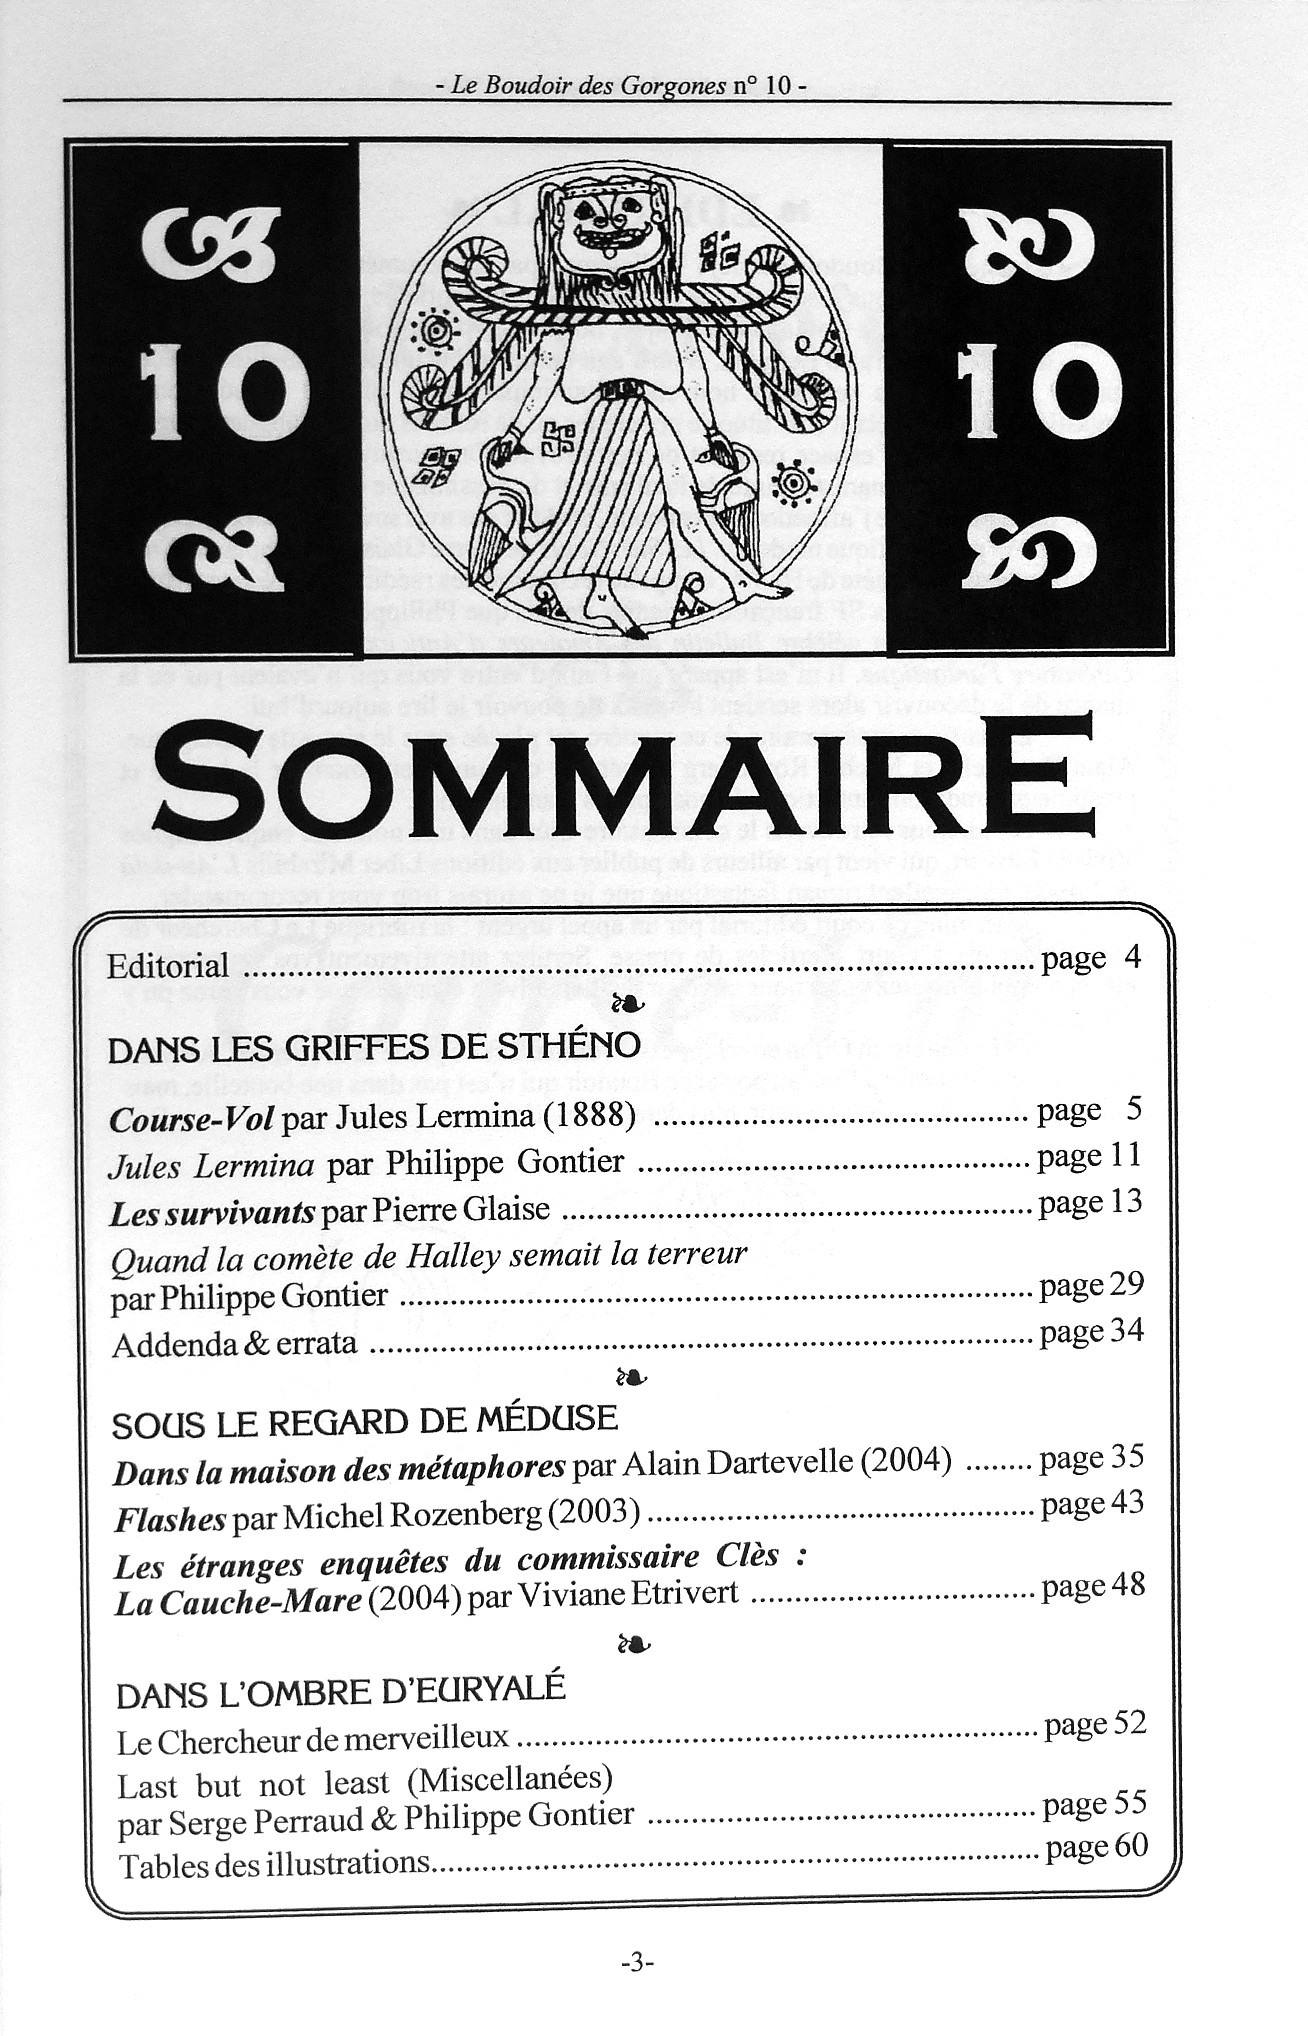 - Le Boudoir des Gorgones n° 10 -
10
10
SOMMAIRE
Editorial ........................................ page 4
DANS LES GRIFFES DE STHÉNO
Course-Vol par Jules Lermina (1888) ........................................ page 5
Jules Lermina par Philippe Gontier ........................................ page 11
Les survivants par Pierre Glaise ........................................ page 13
Quand la comète de Halley semait la terreur
par Philippe Gontier ........................................ page 29
Addenda & errata ........................................ page 34
SOUS LE REGARD DE MÉDUSE
Dans la maison des métaphores par Alain Dartevelle (2004) ........ page 35
Flashes par Michel Rozenberg (2003) ........................................ page 43
Les étranges enquêtes du commissaire Clès :
La Cauche-Mare (2004) par Viviane Etrivert ................................ page 48
DANS L'OMBRE D'EURYALÉ
Le Chercheur de merveilleux ........................................ page 52
Last but not least (Miscellanées)
par Serge Perraud & Philippe Gontier ........................................ page 55
Tables des illustrations........................................ page 60
-3-